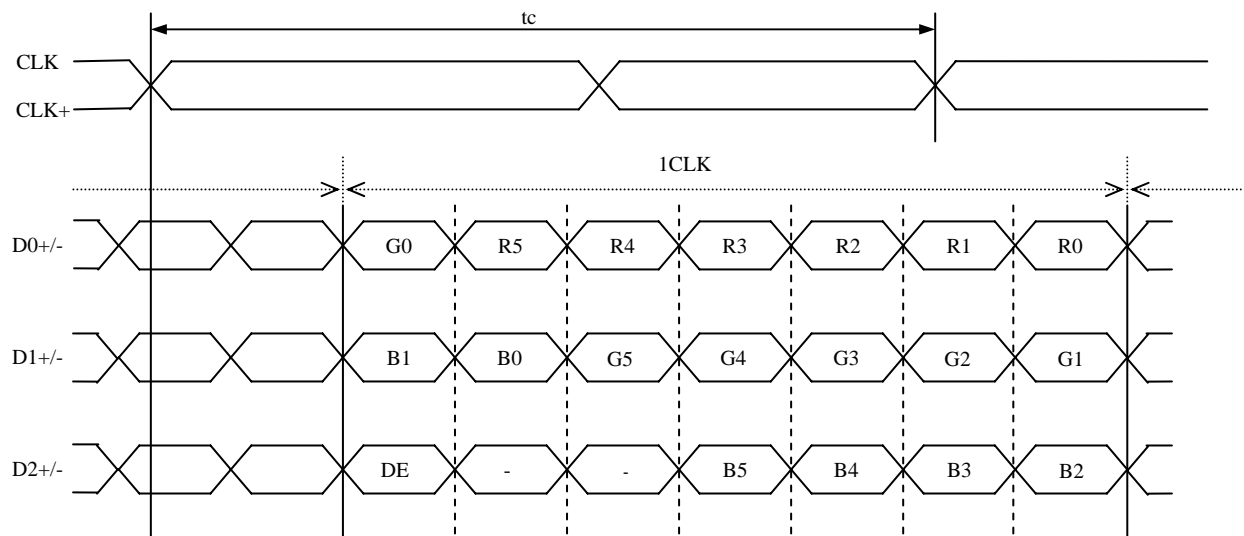 tc
CLK
CLK+
1CLK
D0+/- G0 R5 R4 R3 R2 R1 R0
D1+/- B1 B0 G5 G4 G3 G2 G1
D2+/- DE - - B5 B4 B3 B2